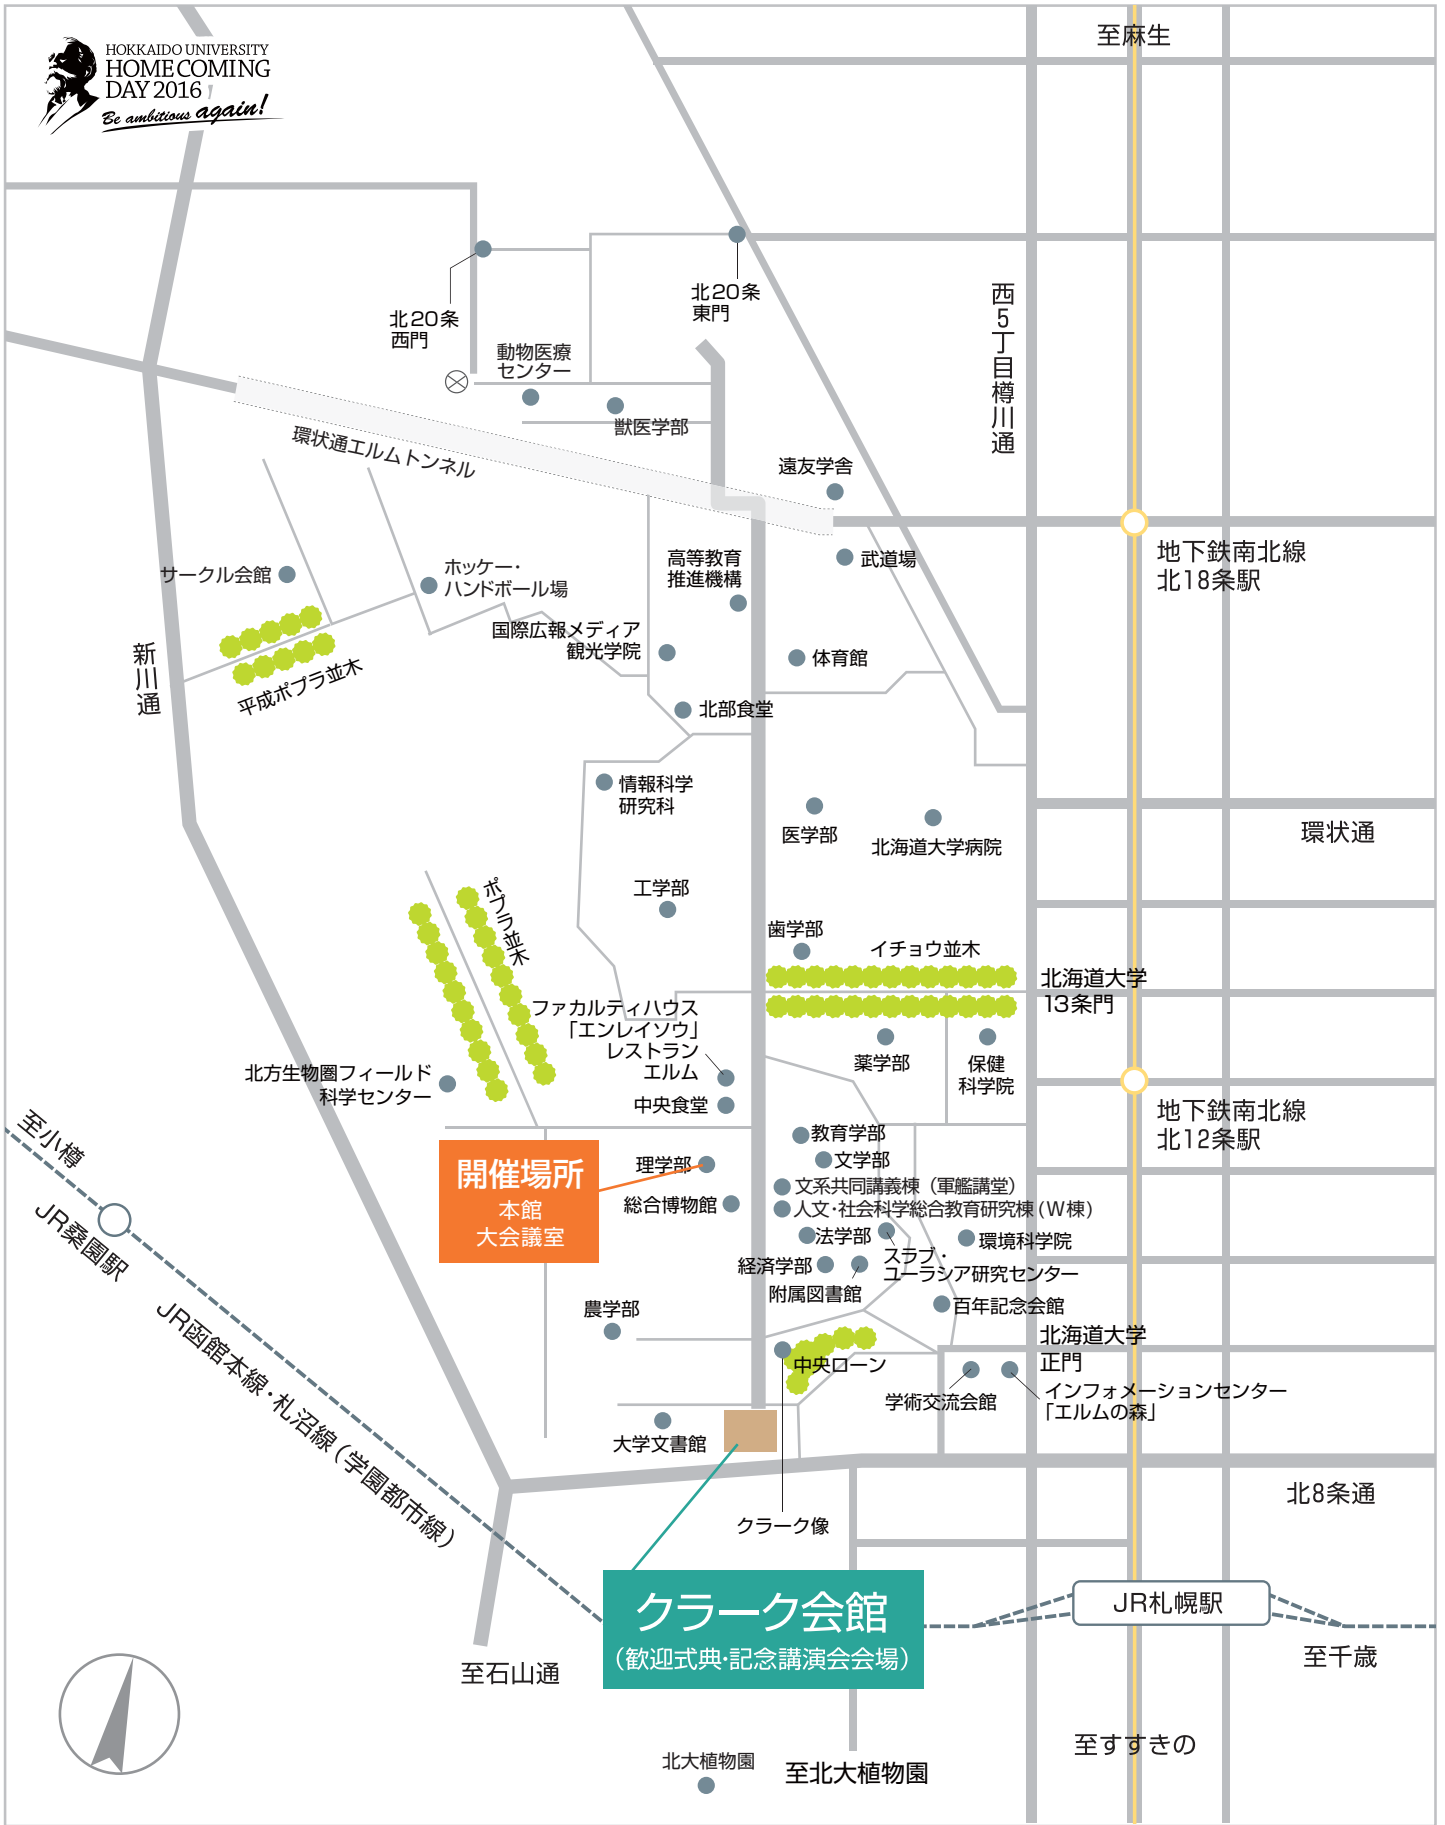 HOKKAIDO UNIVERSITY
HOMECOMING
DAY 2016
Be ambitious again!
至麻生
北20条
西門
北20条
東門
西5丁目樽川通
動物医療
センター
獣医学部
環状通エルムトンネル
遠友学舎
地下鉄南北線
北18条駅
サークル会館
ホッケー・
ハンドボール場
高等教育
推進機構
武道場
国際広報メディア
観光学院
体育館
新川通
平成ポプラ並木
北部食堂
情報科学
研究科
医学部
北海道大学病院
環状通
工学部
ポプラ並木
歯学部
イチョウ並木
北海道大学
13条門
ファカルティハウス
「エンレイソウ」
レストラン
エルム
薬学部
保健
科学院
北方生物圏フィールド
科学センター
中央食堂
地下鉄南北線
北12条駅
至小樽
JR桑園駅
教育学部
文学部
開催場所
本館
大会議室
理学部
総合博物館
文系共同講義棟（軍艦講堂）
人文・社会科学総合教育研究棟(W棟)
法学部
スラブ・
ユーラシア研究センター
環境科学院
経済学部
附属図書館
百年記念会館
農学部
北海道大学
正門
中央ローン
学術交流会館
インフォメーションセンター
「エルムの森」
JR函館本線・札沼線（学園都市線）
大学文書館
北8条通
クラーク像
クラーク会館
（歓迎式典・記念講演会会場）
JR札幌駅
至千歳
至石山通
至すすきの
北大植物園
至北大植物園